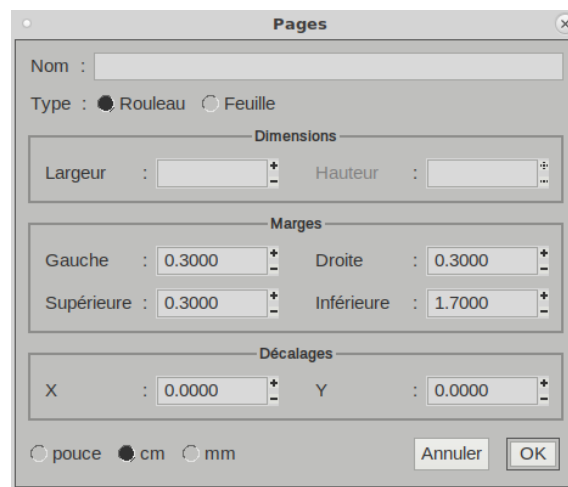 Pages
Nom :
Type : Rouleau Feuille
Dimensions
Largeur : Hauteur :
Marges
Gauche : 0.3000 Droite : 0.3000
Supérieure : 0.3000 Inférieure : 1.7000
Décalages
X : 0.0000 Y : 0.0000
pouce cm mm Annuler OK